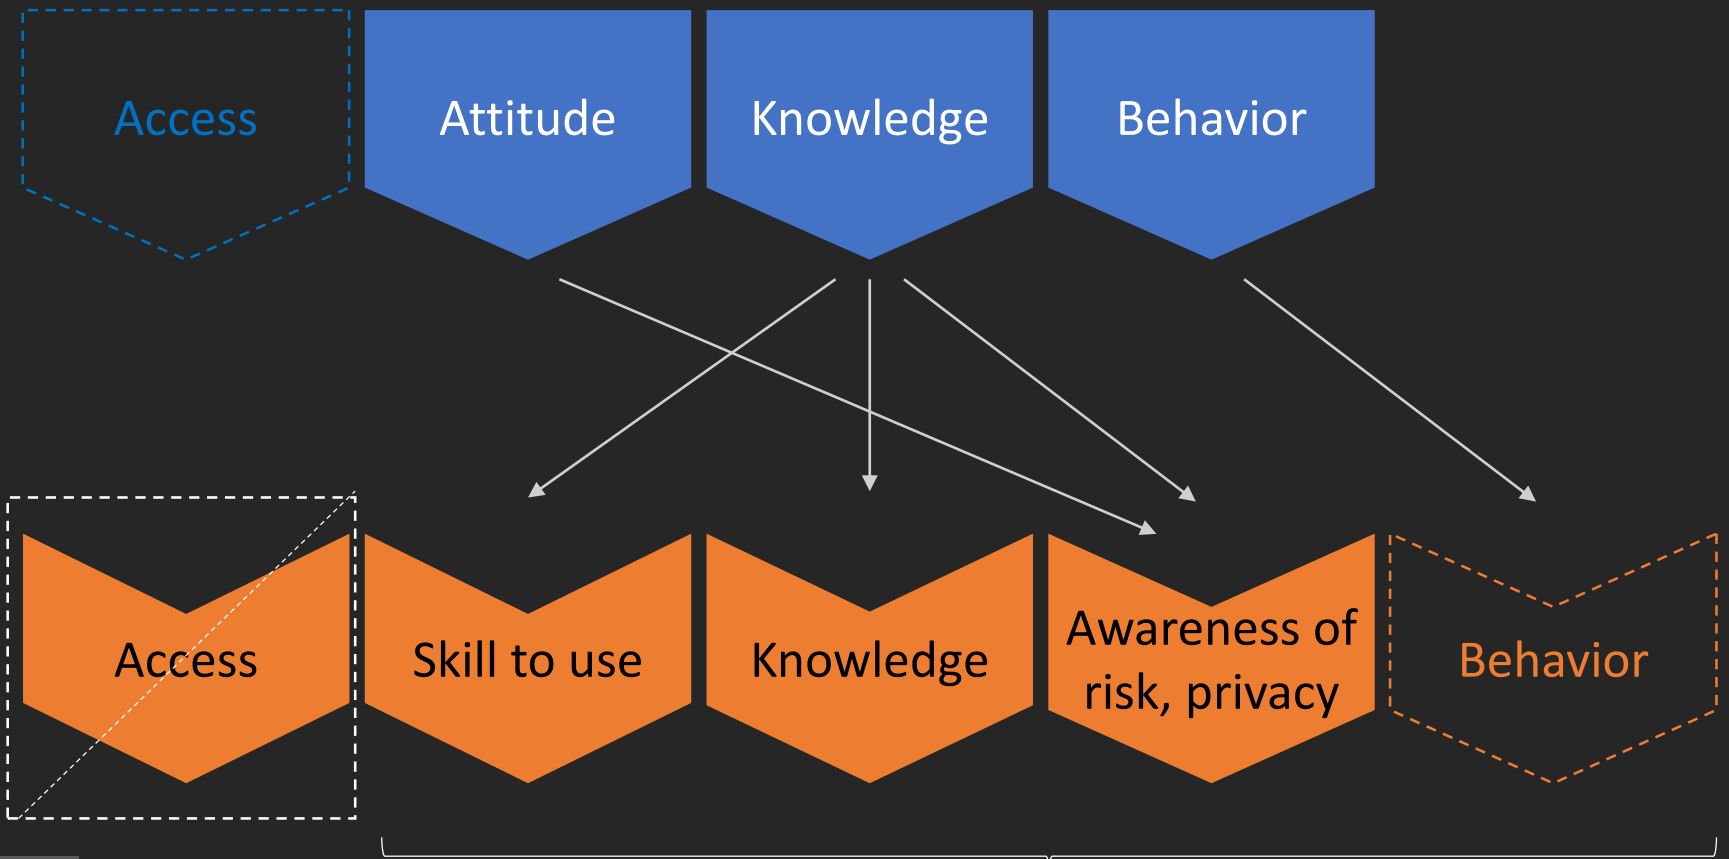 Access
Attitude
Knowledge
Behavior
Access
Skill to use
Knowledge
Awareness of
risk, privacy
Behavior